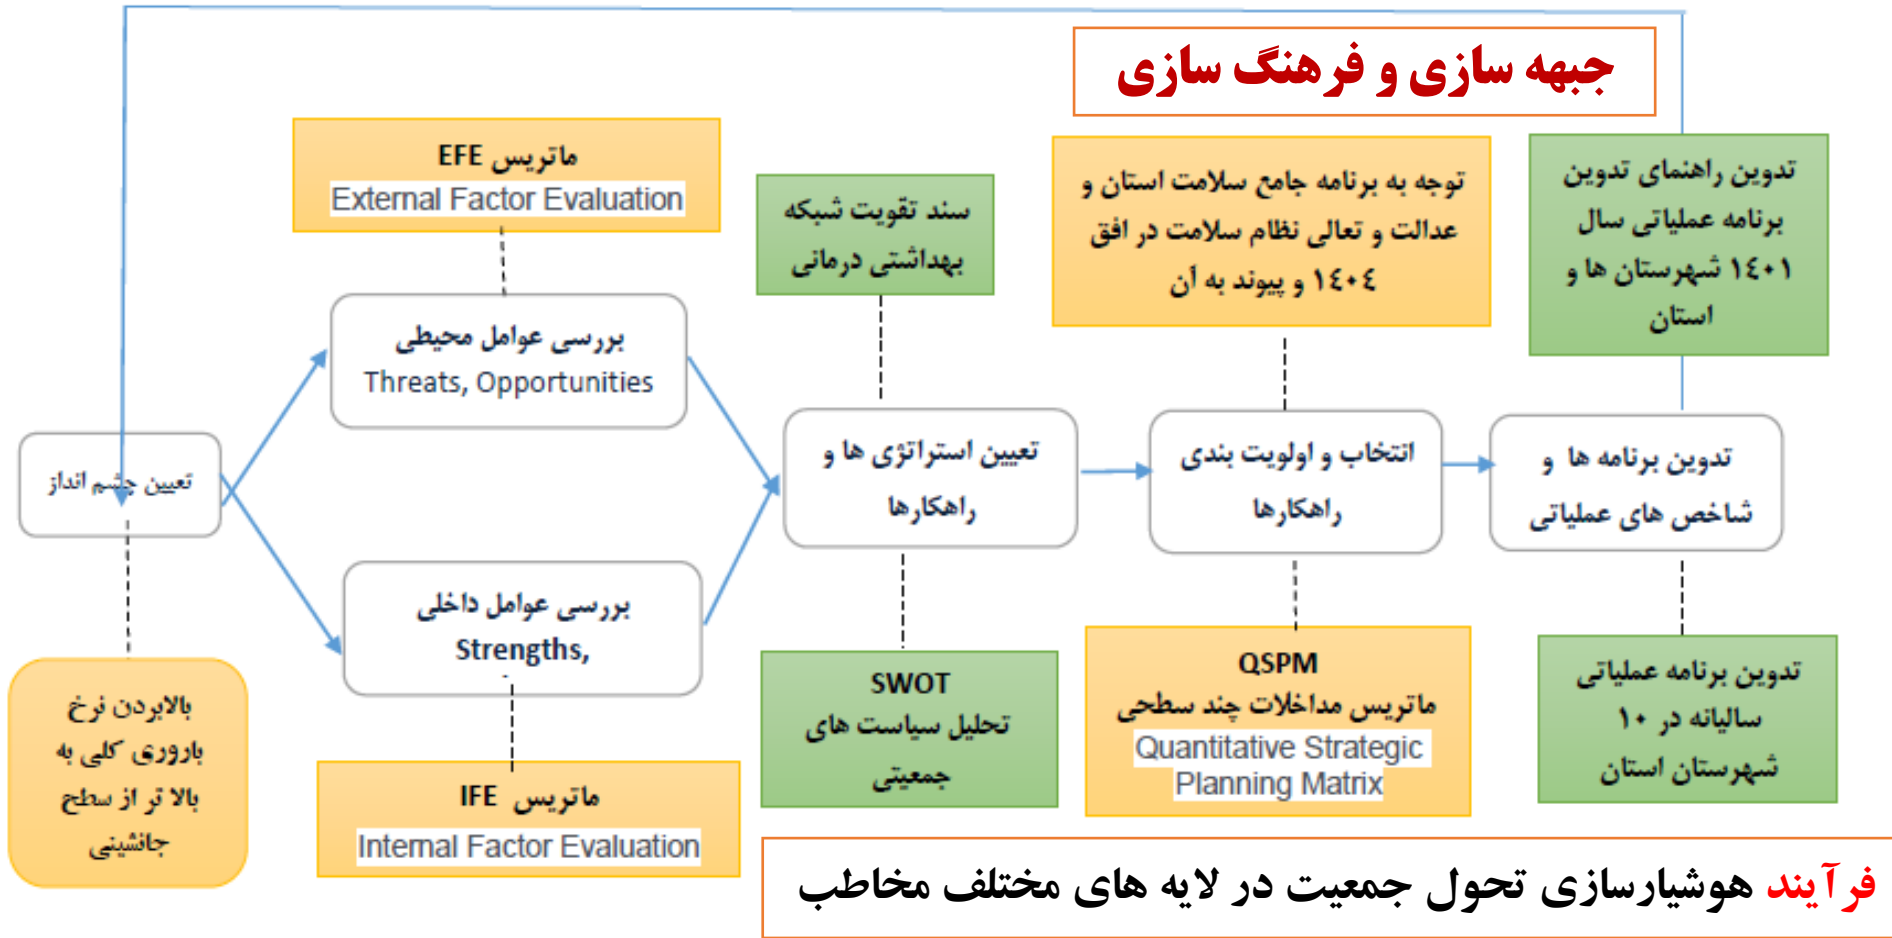 جبهه سازی و فرهنگ سازی
ماتریس EFE
External Factor Evaluation
سند تقویت شبکه
بهداشتی درمانی
توجه به برنامه جامع سلامت استان و
عدالت و تعالی نظام سلامت در افق
١٤٠٤ و پیوند به آن
تدوین راهنمای تدوین
برنامه عملیاتی سال
١٤٠١ شهرستان ها و
استان
بررسی عوامل محیطی
Threats, Opportunities
تعیین چشم انداز
تعیین استراتژی ها و
راهکارها
انتخاب و اولویت بندی
راهکارها
تدوین برنامه ها و
شاخص های عملیاتی
بررسی عوامل داخلی
Strengths,
بالابردن نرخ
باروری کلی به
بالا تر از سطح
جانشینی
ماتریس IFE
Internal Factor Evaluation
SWOT
تحلیل سیاست های
جمعیتی
QSPM
ماتریس مداخلات چند سطحی
Quantitative Strategic
Planning Matrix
تدوین برنامه عملیاتی
سالیانه در ١٠
شهرستان استان
فرآیند هوشیارسازی تحول جمعیت در لایه های مختلف مخاطب